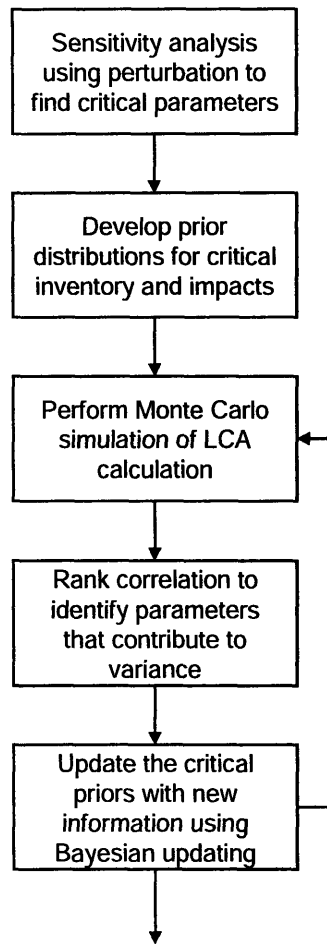 Sensitivity analysis
using perturbation to
find critical parameters
Develop prior
distributions for critical
inventory and impacts
Perform Monte Carlo
simulation of LCA
calculation
Rank correlation to
identify parameters
that contribute to
variance
Update the critical
priors with new
information using
Bayesian updating